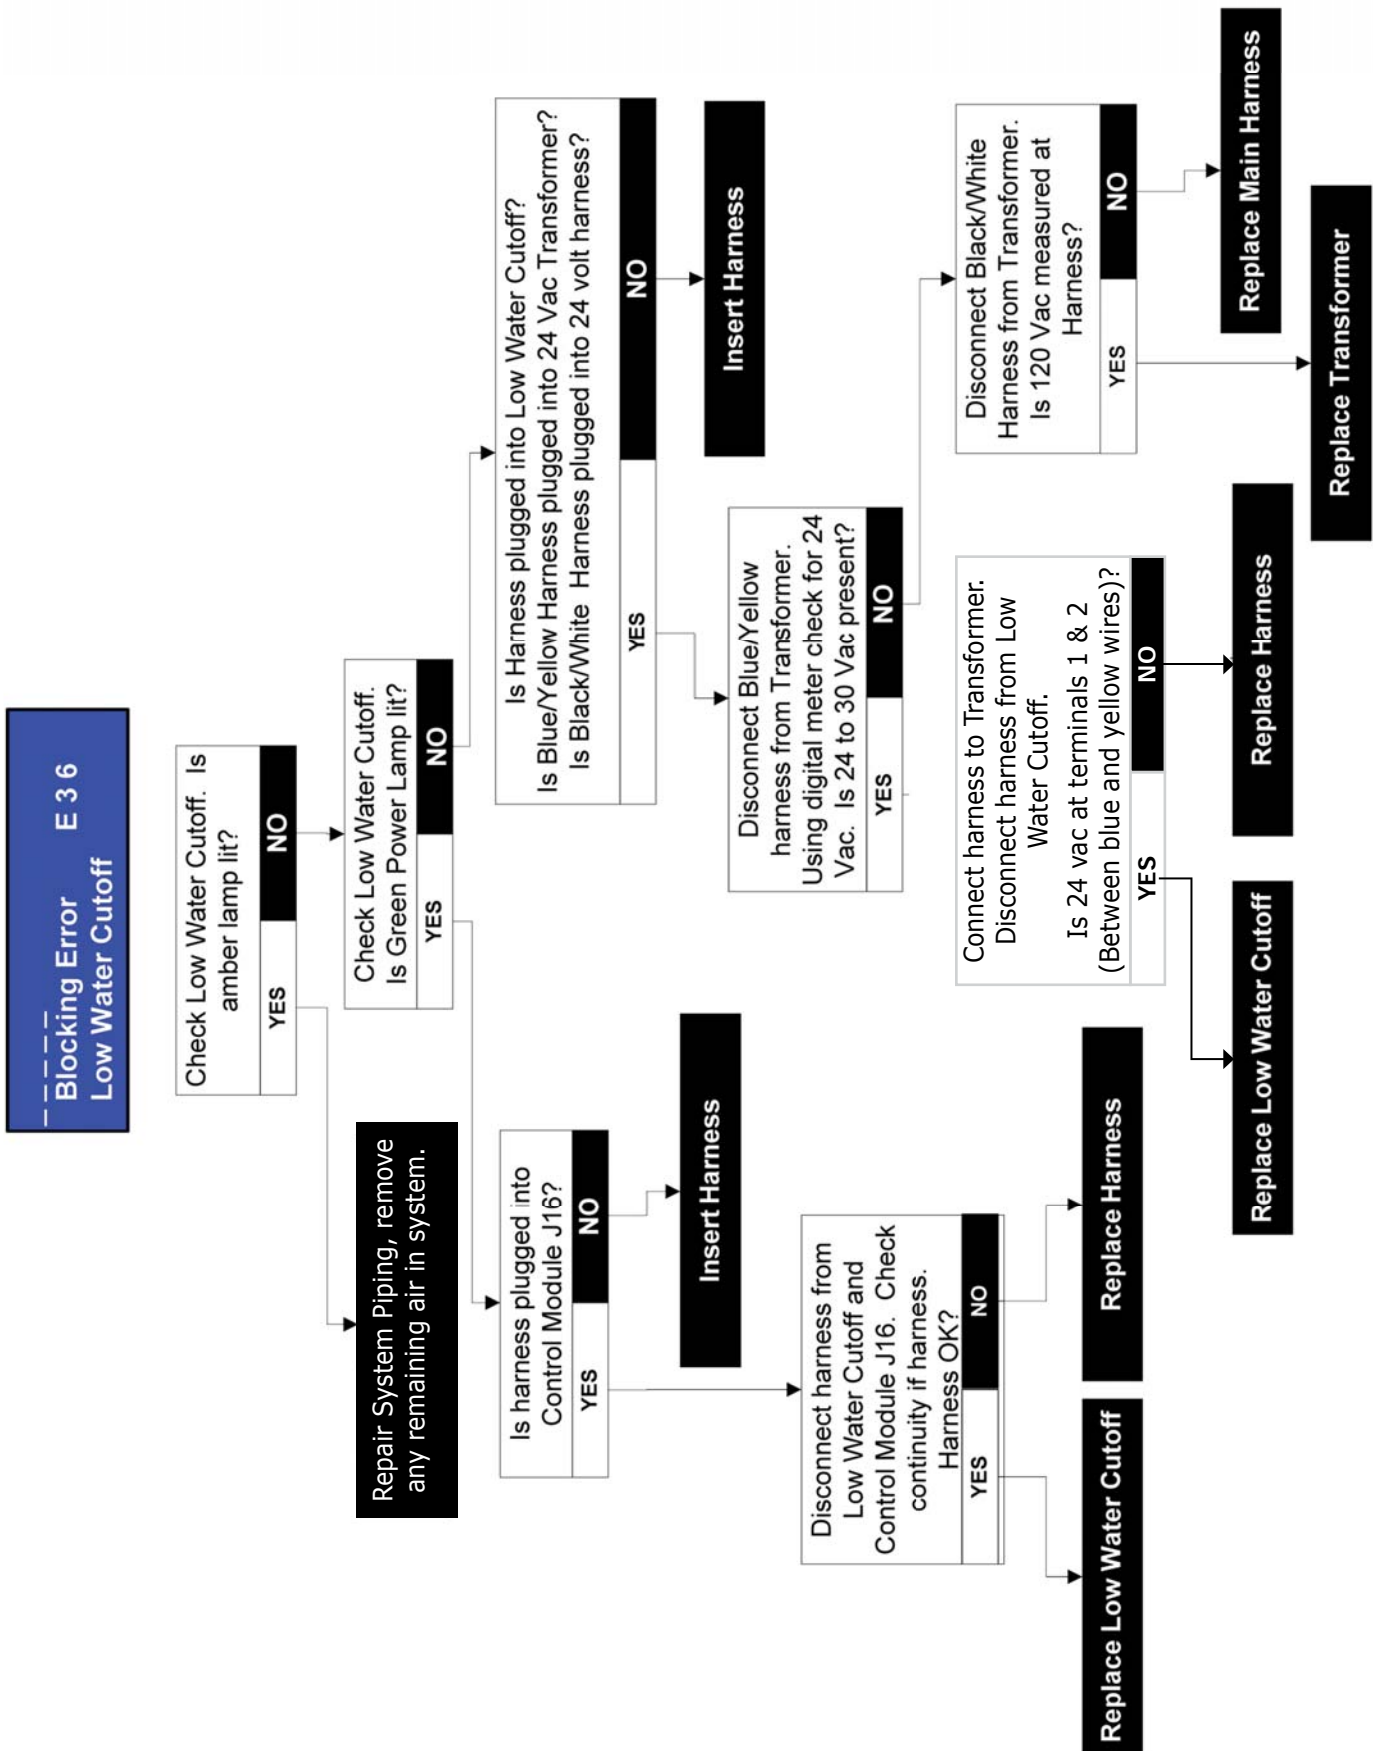 _ _ _ _ _
Blocking Error E 3 6
Low Water Cutoff
Check Low Water Cutoff. Is
amber lamp lit?
YES
NO
Repair System Piping, remove
any remaining air in system.
Check Low Water Cutoff.
Is Green Power Lamp lit?
YES
NO
Is harness plugged into
Control Module J16?
YES
NO
Insert Harness
Is Harness plugged into Low Water Cutoff?
Is Blue/Yellow Harness plugged into 24 Vac Transformer?
Is Black/White Harness plugged into 24 volt harness?
YES
NO
Insert Harness
Disconnect harness from
Low Water Cutoff and
Control Module J16. Check
continuity if harness.
Harness OK?
YES
NO
Replace Low Water Cutoff
Replace Harness
Disconnect Blue/Yellow
harness from Transformer.
Using digital meter check for 24
Vac. Is 24 to 30 Vac present?
YES
NO
Connect harness to Transformer.
Disconnect harness from Low
Water Cutoff.
Is 24 vac at terminals 1 & 2
(Between blue and yellow wires)?
YES
NO
Replace Low Water Cutoff
Replace Harness
Disconnect Black/White
Harness from Transformer.
Is 120 Vac measured at
Harness?
YES
NO
Replace Main Harness
Replace Transformer